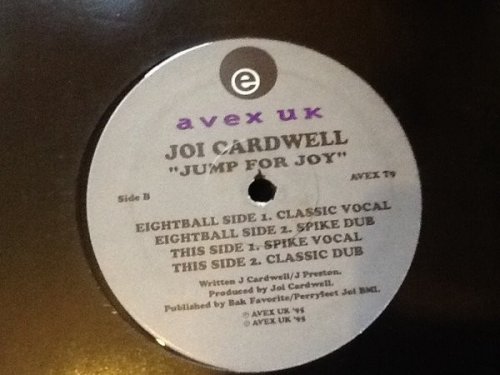 e
avex uk
JOI CARDWELL
"JUMP FOR JOY"
Side B
AVEX T9
EIGHTBALL SIDE 1. CLASSIC VOCAL
EIGHTBALL SIDE 2. SPIKE DUB
THIS SIDE 1. SPIKE VOCAL
THIS SIDE 2. CLASSIC DUB
Written J Cardwell/J Preston.
Produced by Joi Cardwell.
Published by Bak Favorite/Perryfect Joi BMI.
℗ AVEX UK '95
© AVEX UK '95